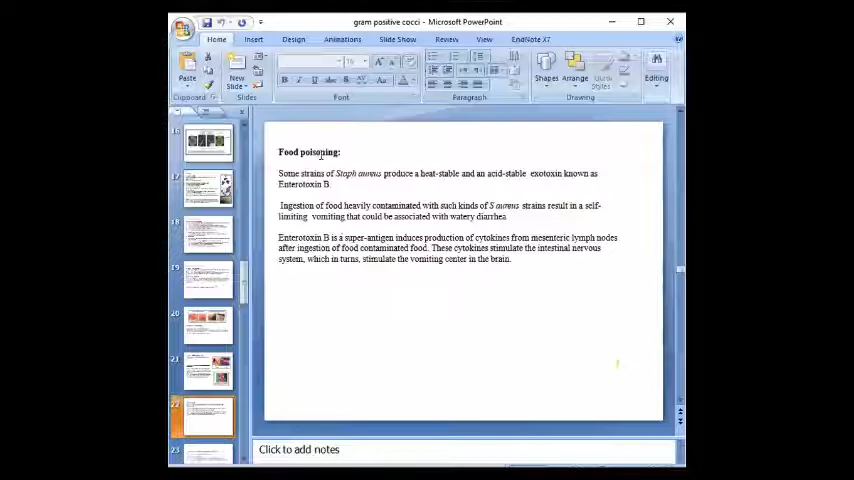 gram positive cocci - Microsoft PowerPoint
Home Insert Design Animations Slide Show Review View EndNote X7
Paste
New
Slide
Shapes Arrange Quick
Styles
Editing
Clipboard Slides Font Paragraph Drawing
16
17
18
19
20
21
22
23
Food poisoning:
Some strains of Staph aureus produce a heat-stable and an acid-stable exotoxin known as
Enterotoxin B.
Ingestion of food heavily contaminated with such kinds of S aureus strains result in a self-
limiting vomiting that could be associated with watery diarrhea
Enterotoxin B is a super-antigen induces production of cytokines from mesenteric lymph nodes
after ingestion of food contaminated food. These cytokines stimulate the intestinal nervous
system, which in turns, stimulate the vomiting center in the brain.
Click to add notes